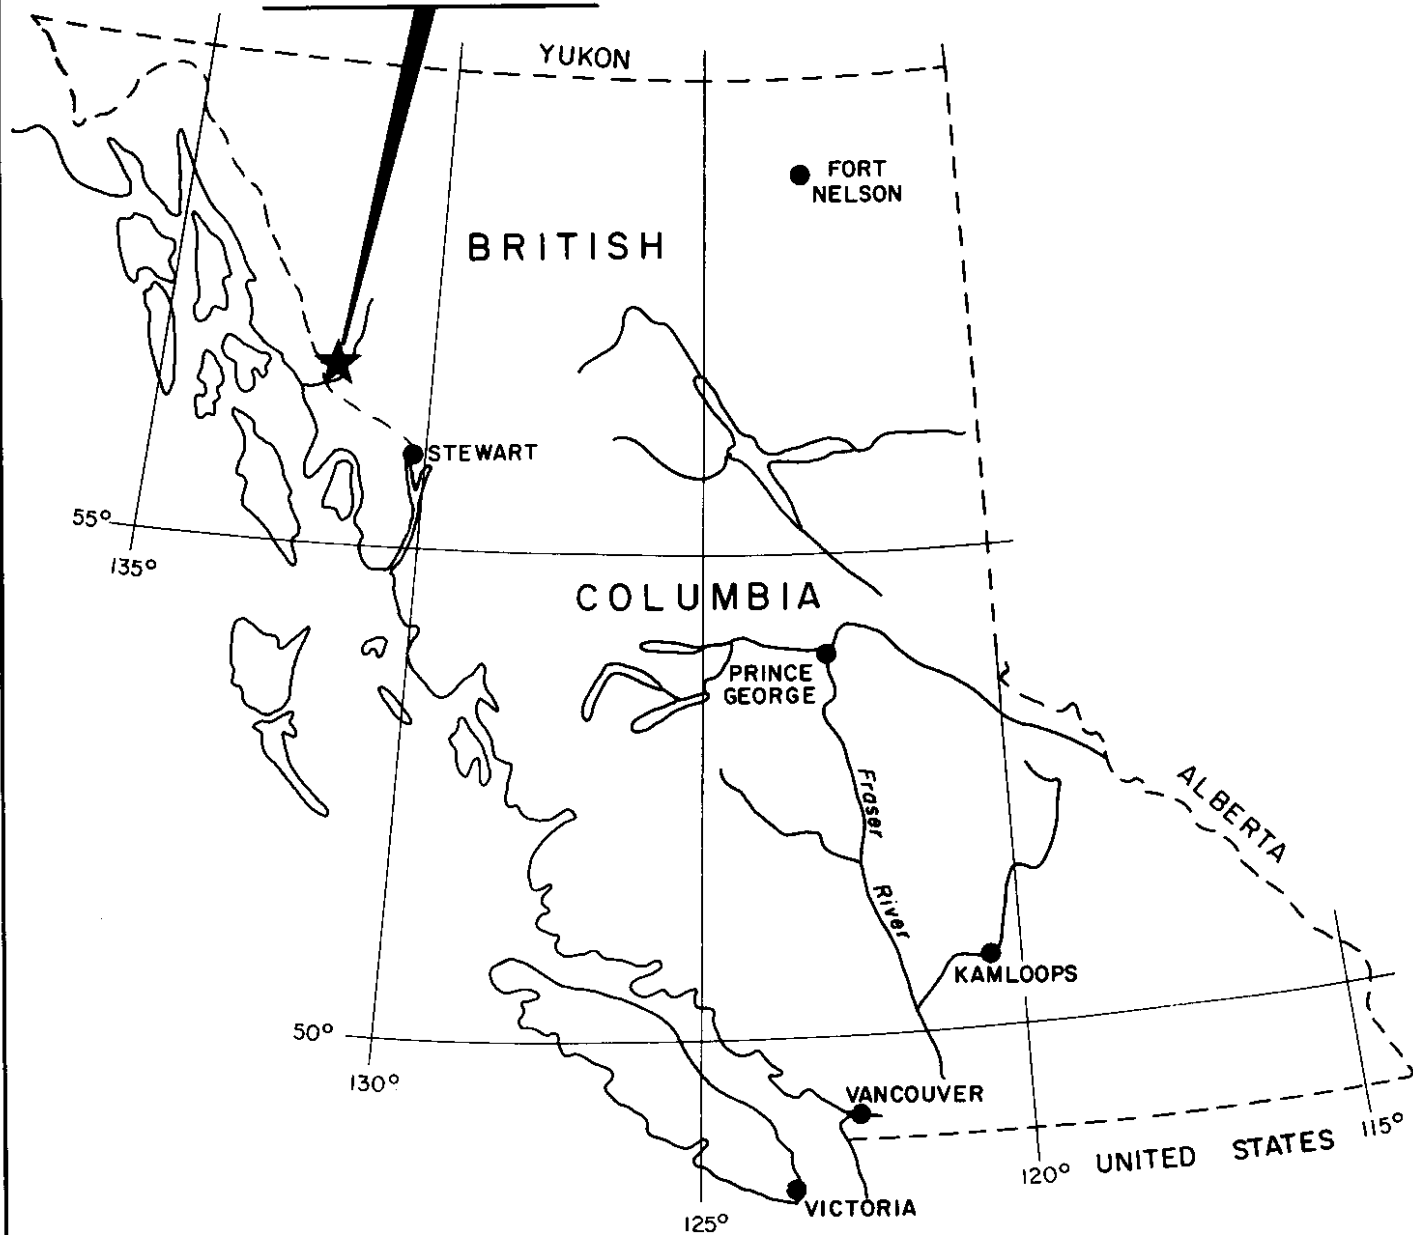 YUKON
FORT
NELSON
BRITISH
STEWART
55°
135°
COLUMBIA
PRINCE
GEORGE
Fraser
River
ALBERTA
KAMLOOPS
50°
130°
VANCOUVER
115°
UNITED STATES
120°
VICTORIA
125°